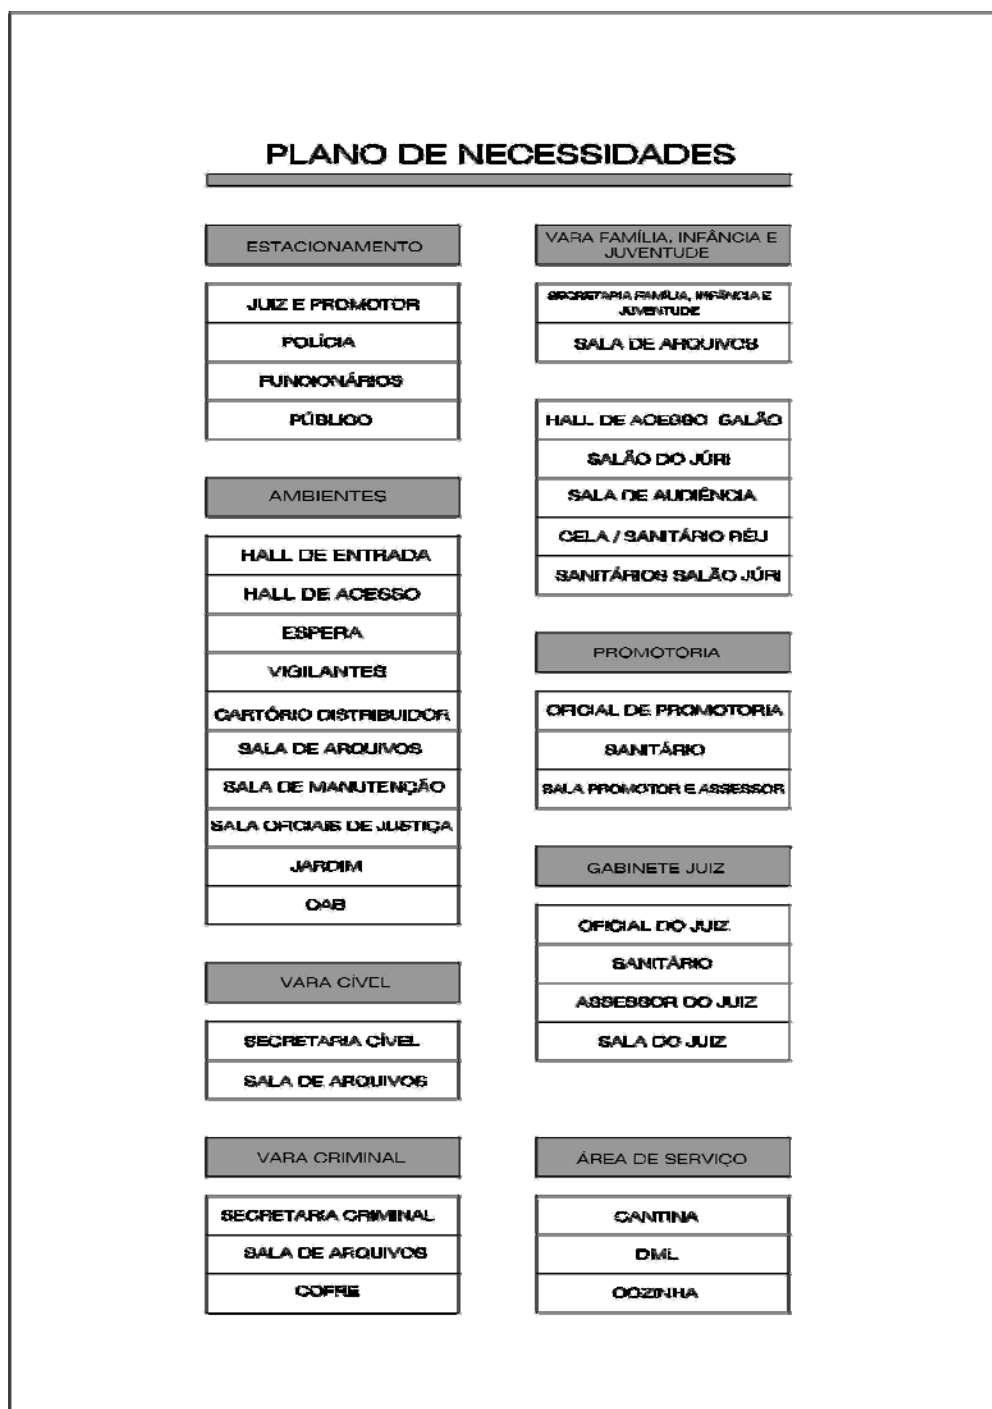 PLANO DE NECESSIDADES
ESTACIONAMENTO
JUIZ E PROMOTOR
POLÍCIA
FUNCIONÁRIOS
PÚBLICO
AMBIENTES
HALL DE ENTRADA
HALL DE ACESSO
ESPERA
VIGILANTES
CARTÓRIO DISTRIBUIDOR
SALA DE ARQUIVOS
SALA DE MANUTENÇÃO
SALA OFICIAIS DE JUSTIÇA
JARDIM
OAB
VARA CÍVEL
SECRETARIA CÍVEL
SALA DE ARQUIVOS
VARA CRIMINAL
SECRETARIA CRIMINAL
SALA DE ARQUIVOS
COFRE
VARA FAMÍLIA, INFÂNCIA E
JUVENTUDE
SECRETARIA FAMÍLIA, INFÂNCIA E
JUVENTUDE
SALA DE ARQUIVOS
HALL DE ACESSO SALÃO
SALÃO DO JÚRI
SALA DE AUDIÊNCIA
CELA / SANITÁRIO RÉU
SANITÁRIOS SALÃO JÚRI
PROMOTORIA
OFICIAL DE PROMOTORIA
SANITÁRIO
SALA PROMOTOR E ASSESSOR
GABINETE JUIZ
OFICIAL DO JUIZ
SANITÁRIO
ASSESSOR DO JUIZ
SALA DO JUIZ
ÁREA DE SERVIÇO
CANTINA
DML
COZINHA